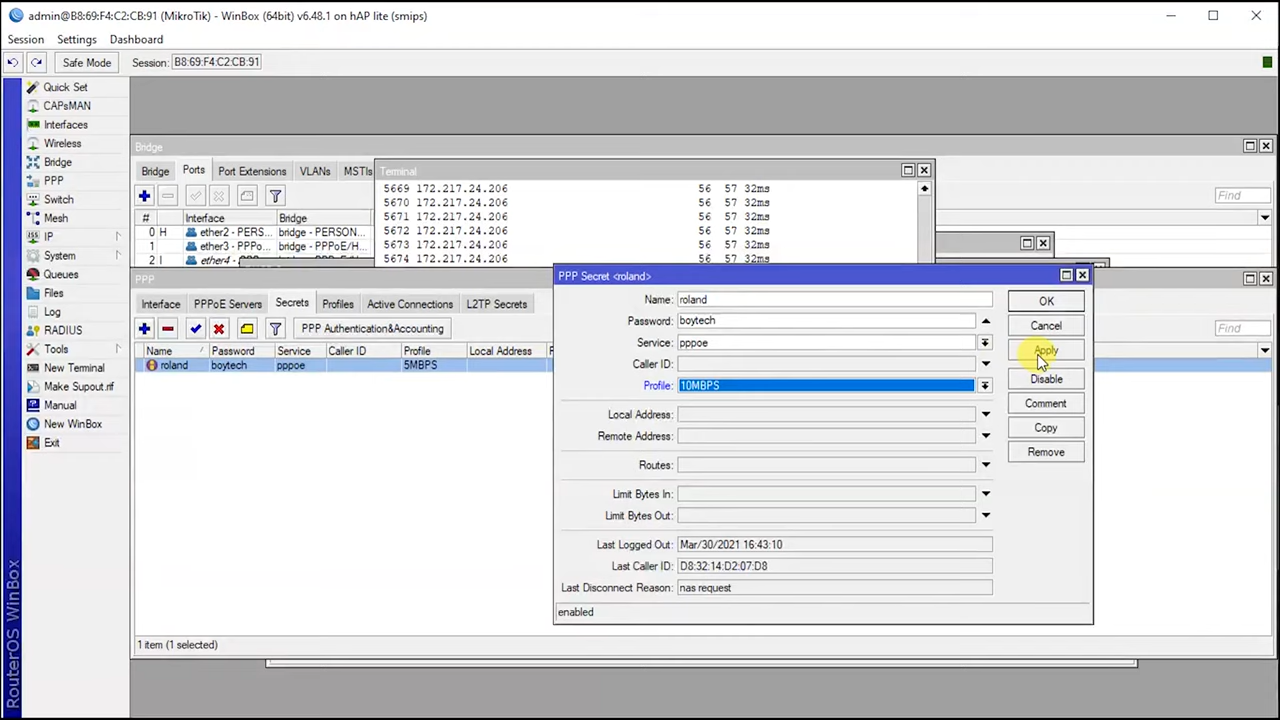 admin@B8:69:F4:C2:CB:91 (MikroTik) - WinBox (64bit) v6.48.1 on hAP lite (smips)
Session Settings Dashboard
Safe Mode Session: B8:69:F4:C2:CB:91
Quick Set
CAPsMAN
Interfaces
Wireless
Bridge
PPP
Switch
Mesh
IP
System
Queues
Files
Log
RADIUS
Tools
New Terminal
Make Supout.rif
Manual
New WinBox
Exit
RouterOS WinBox
Bridge
Bridge Ports Port Extensions VLANs MSTIs
Find
# Interface Bridge
0 H ether2 - PERS... bridge - PERSON...
1 ether3 - PPPo... bridge - PPPoE/H...
2 I ether4 -
Terminal
5669 172.217.24.206 56 57 32ms
5670 172.217.24.206 56 57 32ms
5671 172.217.24.206 56 57 32ms
5672 172.217.24.206 56 57 32ms
5673 172.217.24.206 56 57 32ms
5674 172.217.24.206 56 57 32ms
PPP
Interface PPPoE Servers Secrets Profiles Active Connections L2TP Secrets
PPP Authentication&Accounting
Find
Name Password Service Caller ID Profile Local Address
roland boytech pppoe 5MBPS
1 item (1 selected)
PPP Secret <roland>
Name: roland
Password: boytech
Service: pppoe
Caller ID:
Profile: 10MBPS
Local Address:
Remote Address:
Routes:
Limit Bytes In:
Limit Bytes Out:
Last Logged Out: Mar/30/2021 16:43:10
Last Caller ID: D8:32:14:D2:07:D8
Last Disconnect Reason: nas request
enabled
OK
Cancel
Apply
Disable
Comment
Copy
Remove